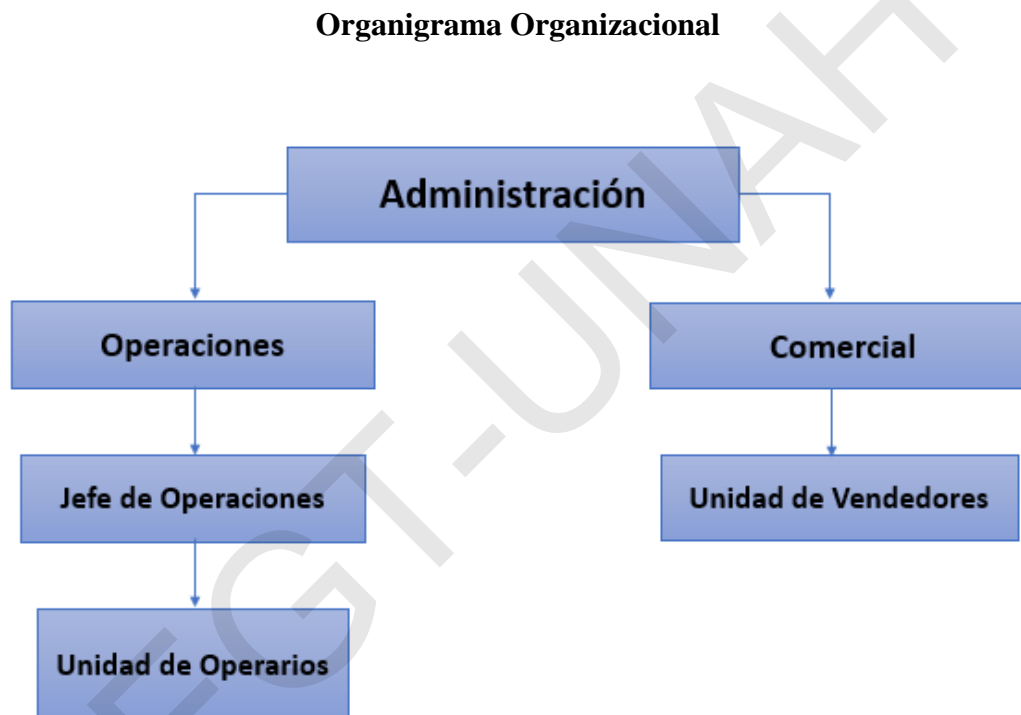 Organigrama Organizacional
Administración
Operaciones
Comercial
Jefe de Operaciones
Unidad de Vendedores
Unidad de Operarios
EGT-UNAH